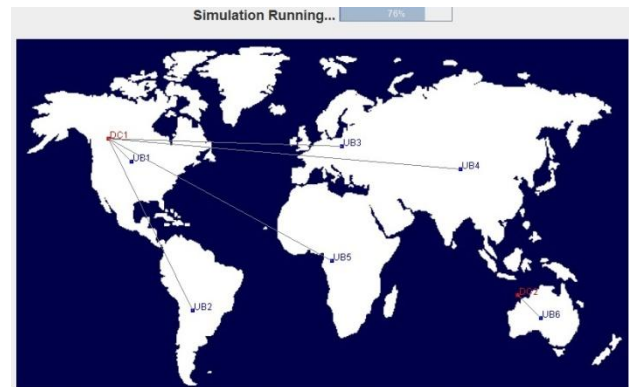 Simulation Running... 76%
DC1
UB3
UB1
UB4
UB5
DC2
UB2
UB6